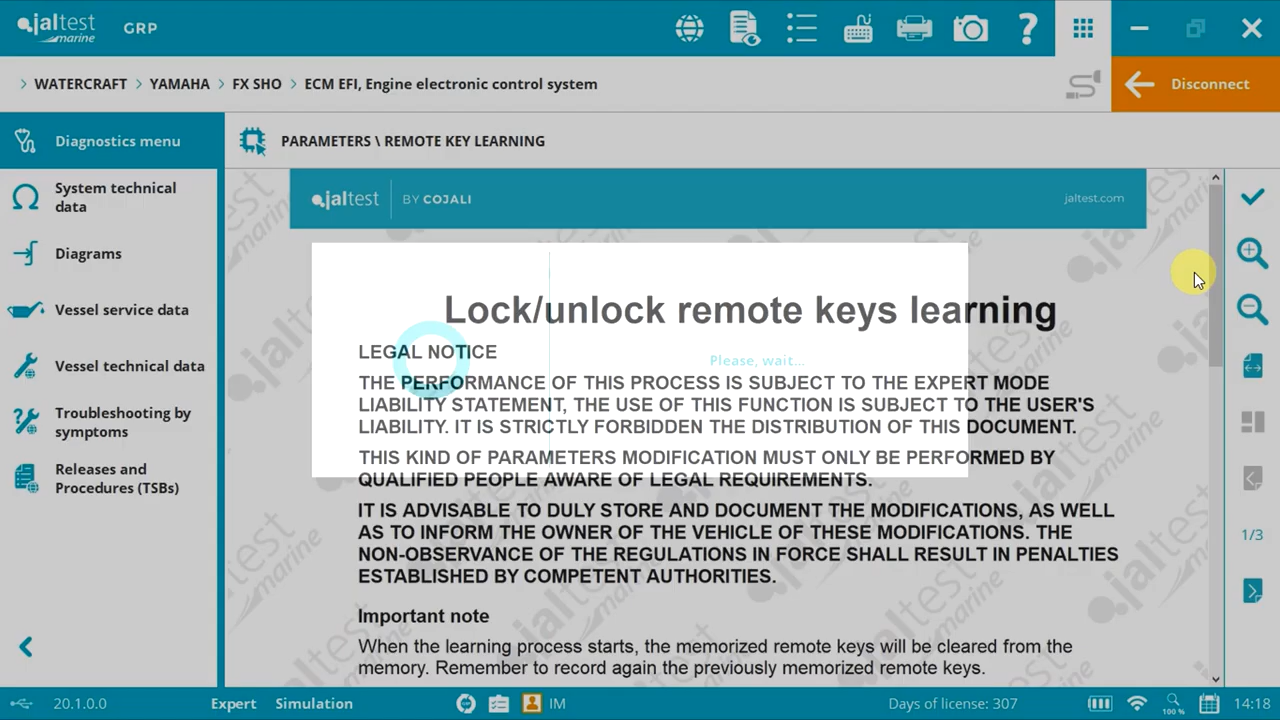 jaltest marine GRP
WATERCRAFT > YAMAHA > FX SHO > ECM EFI, Engine electronic control system
Disconnect
Diagnostics menu
PARAMETERS \ REMOTE KEY LEARNING
System technical
data
Diagrams
Vessel service data
Vessel technical data
Troubleshooting by
symptoms
Releases and
Procedures (TSBs)
jaltest BY COJALI
jaltest.com
Lock/unlock remote keys learning
LEGAL NOTICE
Please, wait...
THE PERFORMANCE OF THIS PROCESS IS SUBJECT TO THE EXPERT MODE
LIABILITY STATEMENT, THE USE OF THIS FUNCTION IS SUBJECT TO THE USER'S
LIABILITY. IT IS STRICTLY FORBIDDEN THE DISTRIBUTION OF THIS DOCUMENT.
THIS KIND OF PARAMETERS MODIFICATION MUST ONLY BE PERFORMED BY
QUALIFIED PEOPLE AWARE OF LEGAL REQUIREMENTS.
IT IS ADVISABLE TO DULY STORE AND DOCUMENT THE MODIFICATIONS, AS WELL
AS TO INFORM THE OWNER OF THE VEHICLE OF THESE MODIFICATIONS. THE
NON-OBSERVANCE OF THE REGULATIONS IN FORCE SHALL RESULT IN PENALTIES
ESTABLISHED BY COMPETENT AUTHORITIES.
Important note
When the learning process starts, the memorized remote keys will be cleared from the
memory. Remember to record again the previously memorized remote keys.
1/3
20.1.0.0
Expert
Simulation
IM
Days of license: 307
100 %
14:18